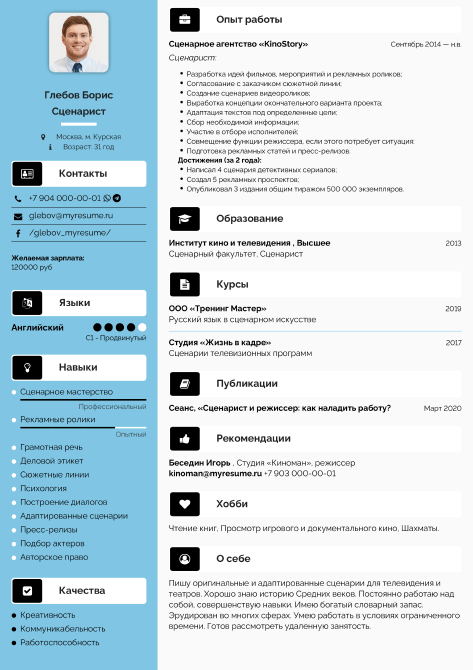 Глебов Борис
Сценарист
Москва, м. Курская
Возраст: 31 год
Контакты
+7 904 000-00-01
glebov@myresume.ru
/glebov_myresume/
Желаемая зарплата:
120000 руб
Языки
Английский
C1 - Продвинутый
Навыки
Сценарное мастерство
Профессиональный
Рекламные ролики
Опытный
Грамотная речь
Деловой этикет
Сюжетные линии
Психология
Построение диалогов
Адаптированные сценарии
Пресс-релизы
Подбор актеров
Авторское право
Качества
Креативность
Коммуникабельность
Работоспособность
Опыт работы
Сценарное агентство «KinoStory» Сентябрь 2014 — н.в.
Сценарист:
Разработка идей фильмов, мероприятий и рекламных роликов;
Согласование с заказчиком сюжетной линии;
Создание сценариев видеороликов;
Выработка концепции окончательного варианта проекта;
Адаптация текстов под определенные цели;
Сбор необходимой информации;
Участие в отборе исполнителей;
Совмещение функции режиссера, если этого потребует ситуация;
Подготовка рекламных статей и пресс-релизов.
Достижения (за 2 года):
Написал 4 сценария детективных сериалов;
Создал 5 рекламных проспектов;
Опубликовал 3 издания общим тиражом 500 000 экземпляров.
Образование
Институт кино и телевидения , Высшее 2013
Сценарный факультет, Сценарист
Курсы
ООО «Тренинг Мастер» 2019
Русский язык в сценарном искусстве
Студия «Жизнь в кадре» 2017
Сценарии телевизионных программ
Публикации
Сеанс, «Сценарист и режиссер: как наладить работу? Март 2020
Рекомендации
Беседин Игорь , Студия «Киноман», режиссер
kinoman@myresume.ru +7 903 000-00-01
Хобби
Чтение книг, Просмотр игрового и документального кино, Шахматы.
О себе
Пишу оригинальные и адаптированные сценарии для телевидения и
театров. Хорошо знаю историю Средних веков. Постоянно работаю над
собой, совершенствую навыки. Имею богатый словарный запас.
Эрудирован во многих сферах. Умею работать в условиях ограниченного
времени. Готов рассмотреть удаленную занятость.